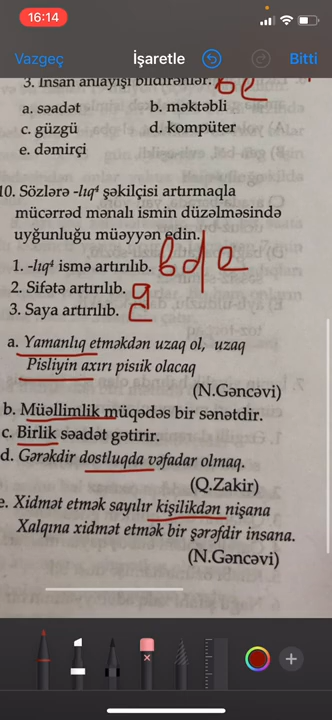 16:14
Vazgeç İşaretle Bitti
3. İnsan anlayışı bildirənlər. be
a. səadət b. məktəbli
c. güzgü d. kompüter
e. dəmirçi
10. Sözlərə -lıq⁴ şəkilçisi artırmaqla
mücərrəd mənalı ismin düzəlməsində
uyğunluğu müəyyən edin.
1. -lıq⁴ ismə artırılıb. bde
2. Sifətə artırılıb. a
3. Saya artırılıb. c
a. Yamanlıq etməkdən uzaq ol, uzaq
Pisliyin axırı pislik olacaq
(N.Gəncəvi)
b. Müəllimlik müqədəs bir sənətdir.
c. Birlik səadət gətirir.
d. Gərəkdir dostluqda vəfadar olmaq.
(Q.Zakir)
e. Xidmət etmək sayılır kişilikdən nişana
Xalqına xidmət etmək bir şərəfdir insana.
(N.Gəncəvi)